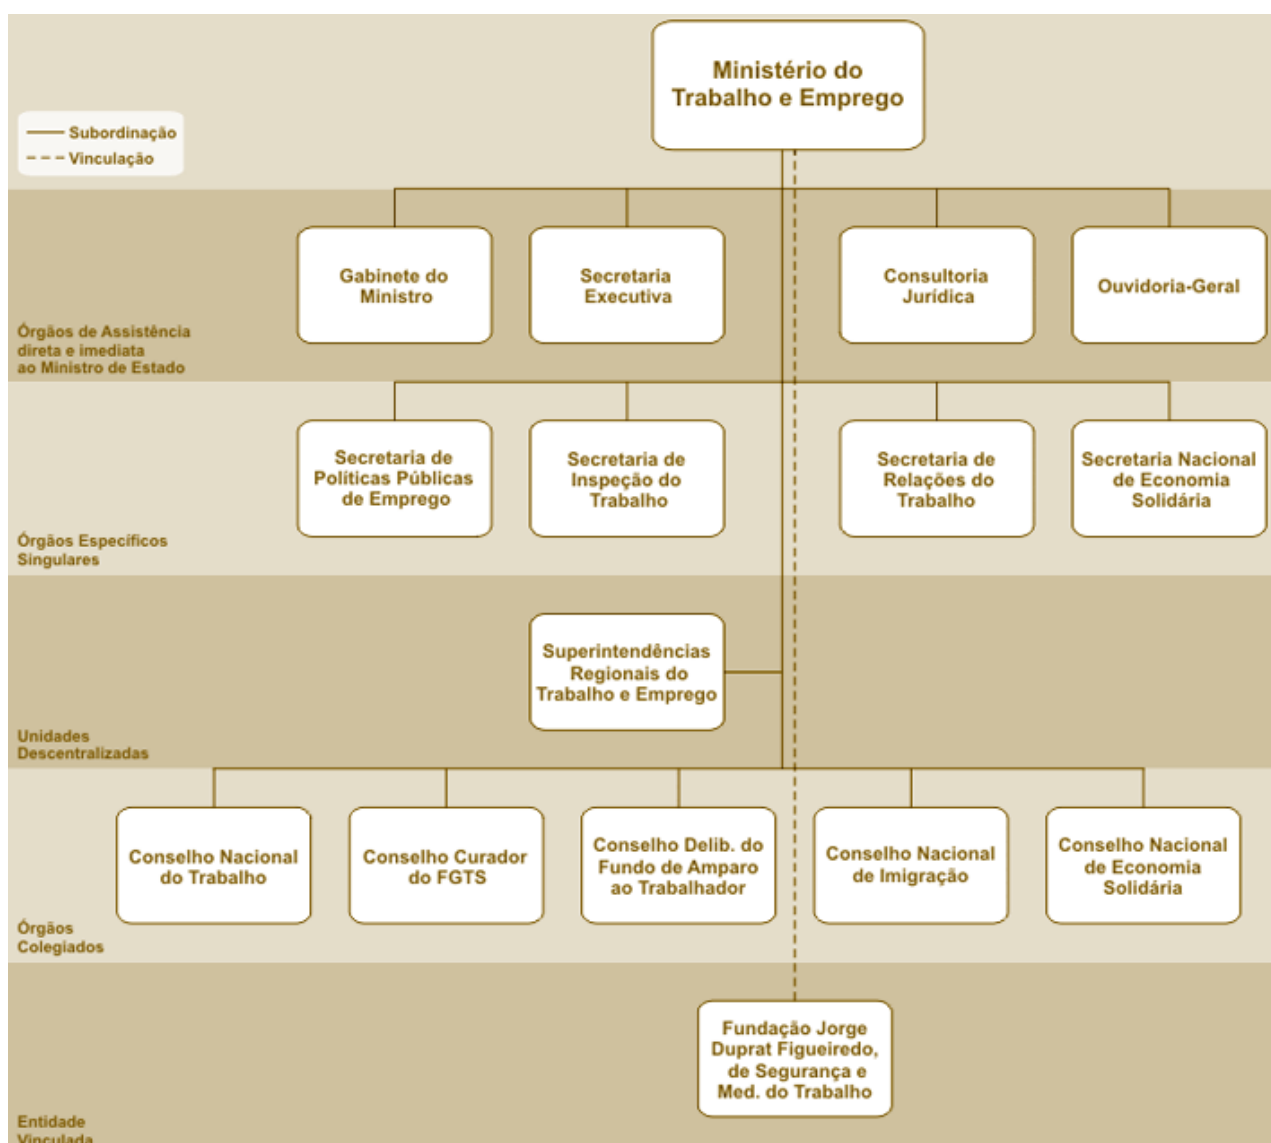 Ministério do
Trabalho e Emprego
Subordinação
Vinculação
Gabinete do
Ministro
Secretaria
Executiva
Consultoria
Jurídica
Ouvidoria-Geral
Órgãos de Assistência
direta e imediata
ao Ministro de Estado
Secretaria de
Políticas Públicas
de Emprego
Secretaria de
Inspeção do
Trabalho
Secretaria de
Relações do
Trabalho
Secretaria Nacional
de Economia
Solidária
Órgãos Específicos
Singulares
Superintendências
Regionais do
Trabalho e Emprego
Unidades
Descentralizadas
Conselho Nacional
do Trabalho
Conselho Curador
do FGTS
Conselho Delib. do
Fundo de Amparo
ao Trabalhador
Conselho Nacional
de Imigração
Conselho Nacional
de Economia
Solidária
Órgãos
Colegiados
Fundação Jorge
Duprat Figueiredo,
de Segurança e
Med. do Trabalho
Entidade
Vinculada